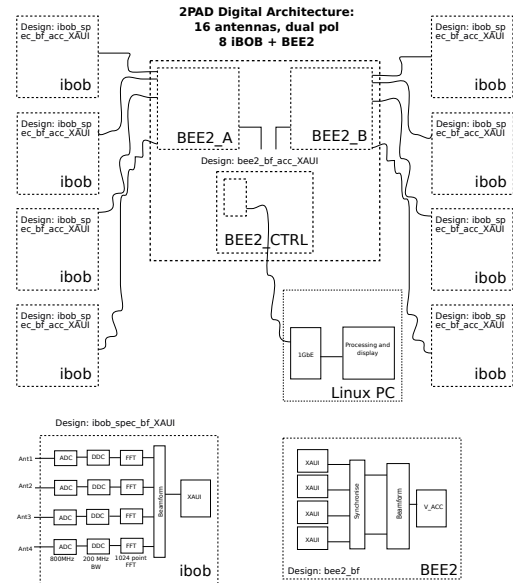 2PAD Digital Architecture:
16 antennas, dual pol
8 iBOB + BEE2
Design: ibob_sp
ec_bf_acc_XAUI
ibob
Design: ibob_sp
ec_bf_acc_XAUI
ibob
Design: ibob_sp
ec_bf_acc_XAUI
ibob
Design: ibob_sp
ec_bf_acc_XAUI
ibob
BEE2_A
BEE2_B
Design: bee2_bf_acc_XAUI
BEE2_CTRL
Design: ibob_sp
ec_bf_acc_XAUI
ibob
Design: ibob_sp
ec_bf_acc_XAUI
ibob
Design: ibob_sp
ec_bf_acc_XAUI
ibob
Design: ibob_sp
ec_bf_acc_XAUI
ibob
1GbE
Processing and
display
Linux PC
Design: ibob_spec_bf_XAUI
Ant1
ADC
DDC
FFT
Ant2
ADC
DDC
FFT
Ant3
ADC
DDC
FFT
Ant4
ADC
DDC
FFT
800MHz
200 MHz
BW
1024 point
FFT
Beamform
XAUI
ibob
XAUI
XAUI
XAUI
XAUI
Synchronise
Beamform
V_ACC
Design: bee2_bf
BEE2